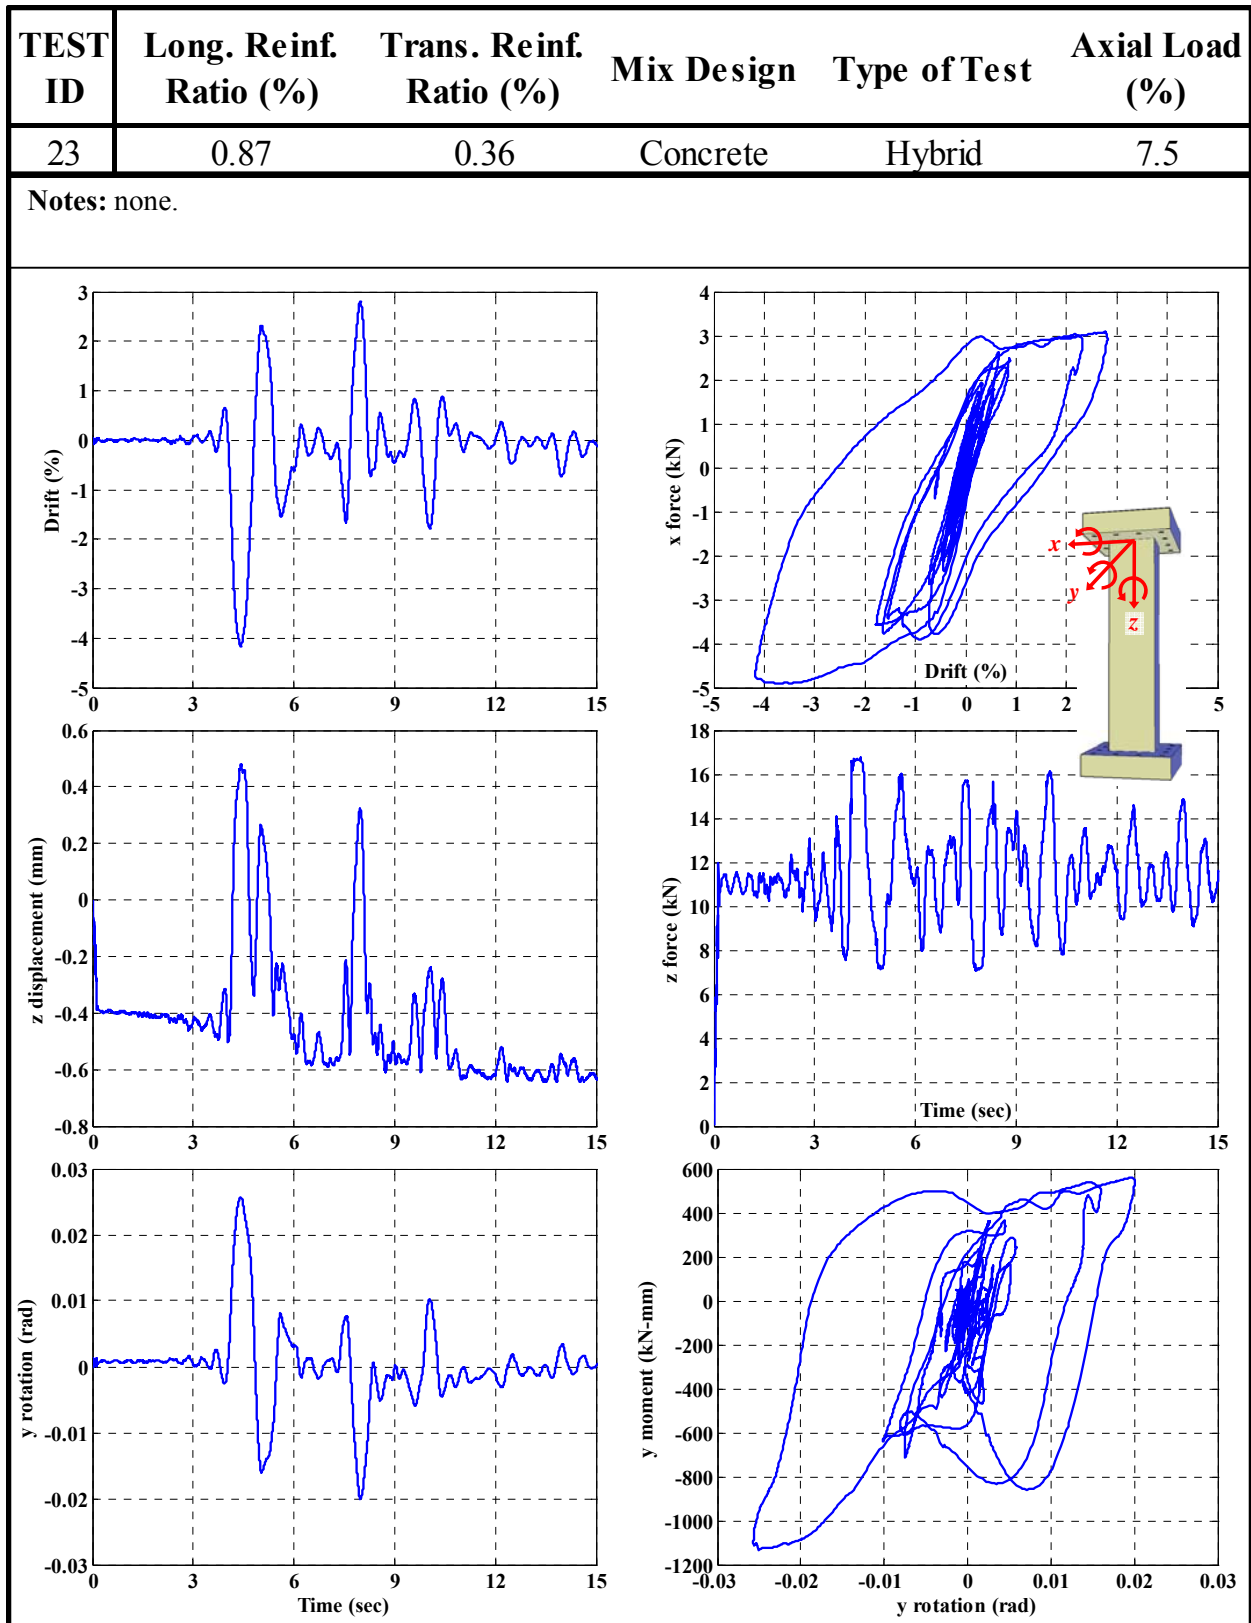 TEST ID
Long. Reinf. Ratio (%)
Trans. Reinf. Ratio (%)
Mix Design
Type of Test
Axial Load (%)
23 0.87 0.36 Concrete Hybrid 7.5
Notes: none.
3
2
1
0
-1
-2
-3
-4
-5
Drift (%)
0 3 6 9 12 15
4
3
2
1
0
-1
-2
-3
-4
-5
x force (kN)
Drift (%)
-5 -4 -3 -2 -1 0 1 2 5
x
y
z
0.6
0.4
0.2
0
-0.2
-0.4
-0.6
-0.8
z displacement (mm)
0 3 6 9 12 15
18
16
14
12
10
8
6
4
2
0
z force (kN)
Time (sec)
0 3 6 9 12 15
0.03
0.02
0.01
0
-0.01
-0.02
-0.03
y rotation (rad)
0 3 6 9 12 15
Time (sec)
600
400
200
0
-200
-400
-600
-800
-1000
-1200
y moment (kN-mm)
-0.03 -0.02 -0.01 0 0.01 0.02 0.03
y rotation (rad)